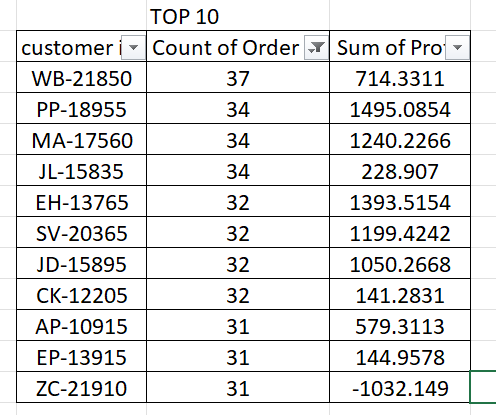 TOP 10
customer i Count of Order Sum of Prof
WB-21850 37 714.3311
PP-18955 34 1495.0854
MA-17560 34 1240.2266
JL-15835 34 228.907
EH-13765 32 1393.5154
SV-20365 32 1199.4242
JD-15895 32 1050.2668
CK-12205 32 141.2831
AP-10915 31 579.3113
EP-13915 31 144.9578
ZC-21910 31 -1032.149